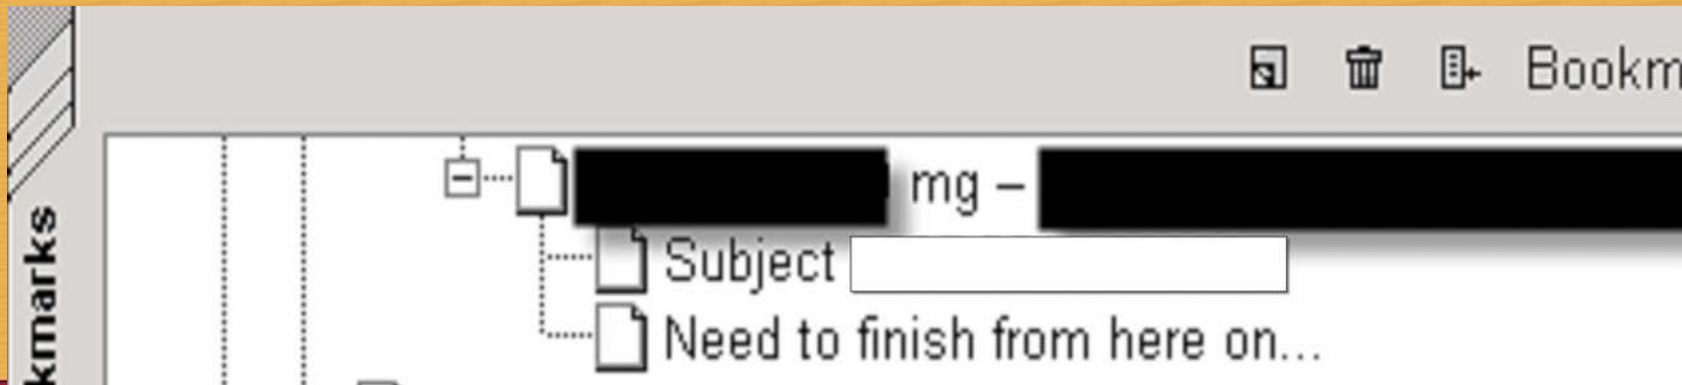 Bookm
mg –
Subject
Need to finish from here on...
kmarks